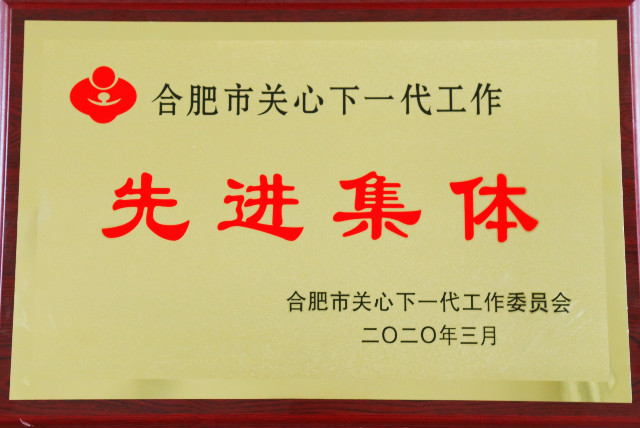 合肥市关心下一代工作
先进集体
合肥市关心下一代工作委员会
二〇二〇年三月